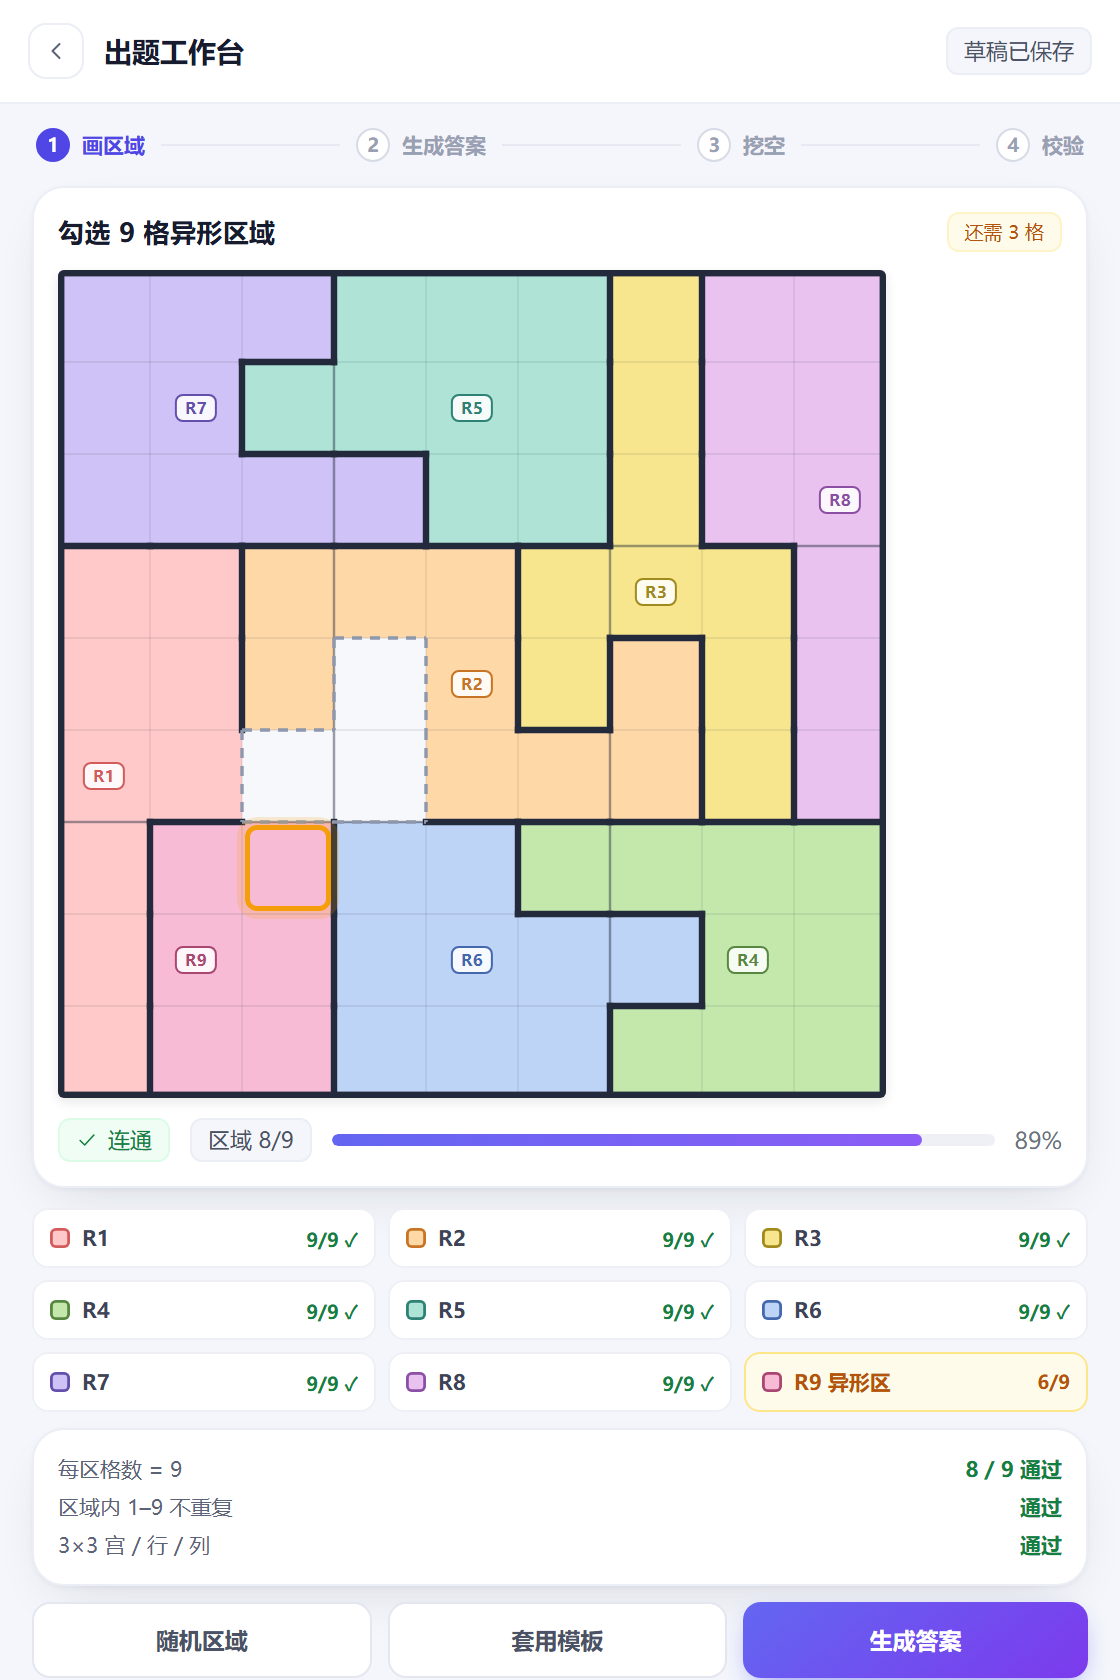 出题工作台
草稿已保存
1 画区域
2 生成答案
3 挖空
4 校验
勾选 9 格异形区域
还需 3 格
R7
R5
R8
R3
R2
R1
R9
R6
R4
✓ 连通
区域 8/9
89%
R1 9/9 ✓
R2 9/9 ✓
R3 9/9 ✓
R4 9/9 ✓
R5 9/9 ✓
R6 9/9 ✓
R7 9/9 ✓
R8 9/9 ✓
R9 异形区 6/9
每区格数 = 9 8 / 9 通过
区域内 1–9 不重复 通过
3×3 宫 / 行 / 列 通过
随机区域
套用模板
生成答案